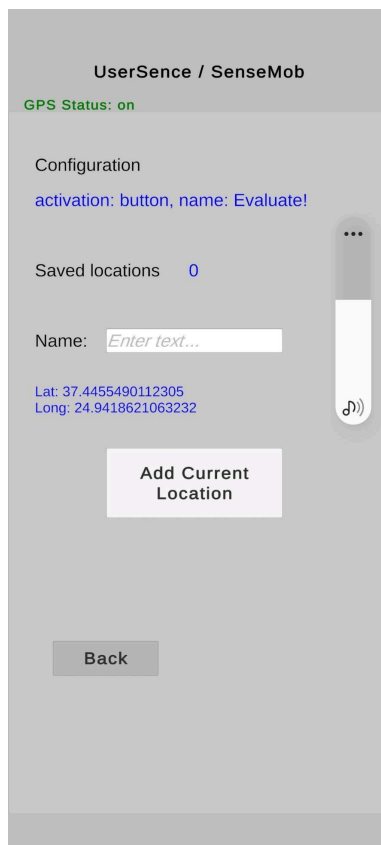 UserSence / SenseMob
GPS Status: on
Configuration
activation: button, name: Evaluate!
Saved locations 0
Name: Enter text...
Lat: 37.4455490112305
Long: 24.9418621063232
Add Current
Location
Back